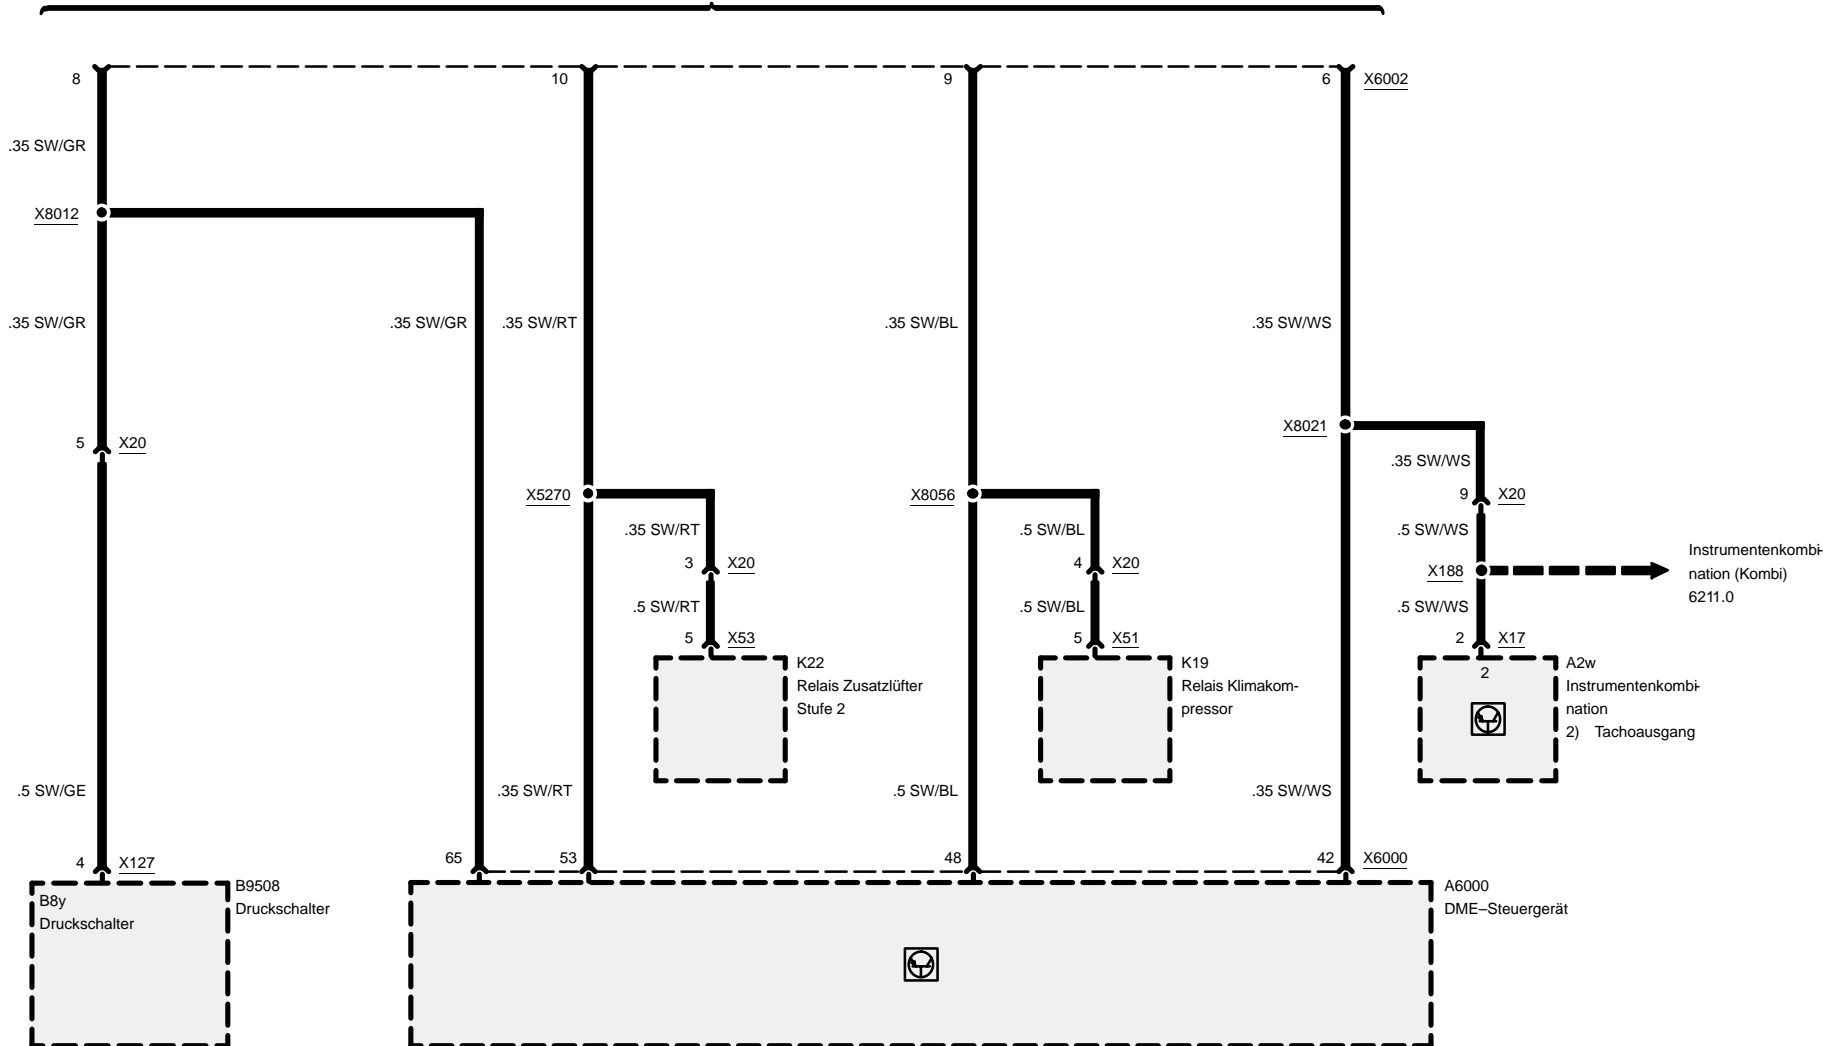 8
10
9
6
X6002
.35 SW/GR
X8012
.35 SW/GR
.35 SW/GR
.35 SW/RT
.35 SW/BL
.35 SW/WS
X8021
5
X20
.35 SW/WS
X5270
X8056
9
X20
.35 SW/RT
.5 SW/BL
.5 SW/WS
3
X20
4
X20
X188
Instrumentenkombi-
nation (Kombi)
6211.0
.5 SW/RT
.5 SW/BL
.5 SW/WS
5
X53
5
X51
2
X17
K22
Relais Zusatzlüfter
Stufe 2
K19
Relais Klimakom-
pressor
2
A2w
Instrumentenkombi-
nation
2) Tachoausgang
.5 SW/GE
.35 SW/RT
.5 SW/BL
.35 SW/WS
4
X127
65
53
48
42
X6000
B8y
Druckschalter
B9508
Druckschalter
A6000
DME–Steuergerät